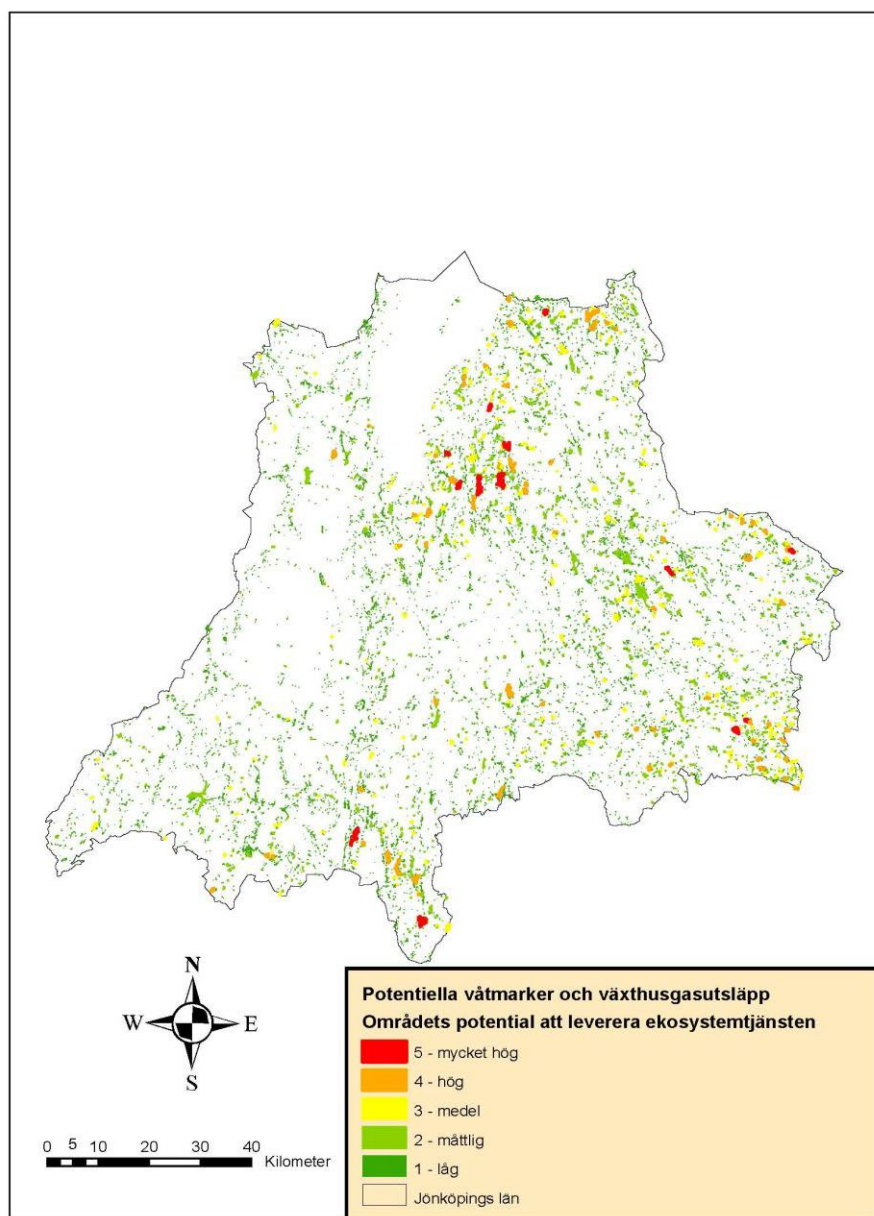 N
W E
S
0 5 10 20 30 40
Kilometer
Potentiella våtmarker och växthusgasutsläpp
Områdets potential att leverera ekosystemtjänsten
5 - mycket hög
4 - hög
3 - medel
2 - måttlig
1 - låg
Jönköpings län